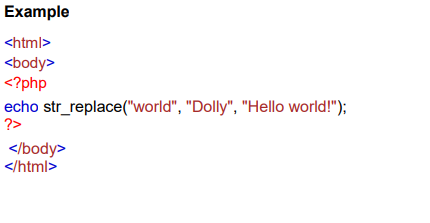 Example
<html>
<body>
<?php
echo str_replace("world", "Dolly", "Hello world!");
?>
</body>
</html>